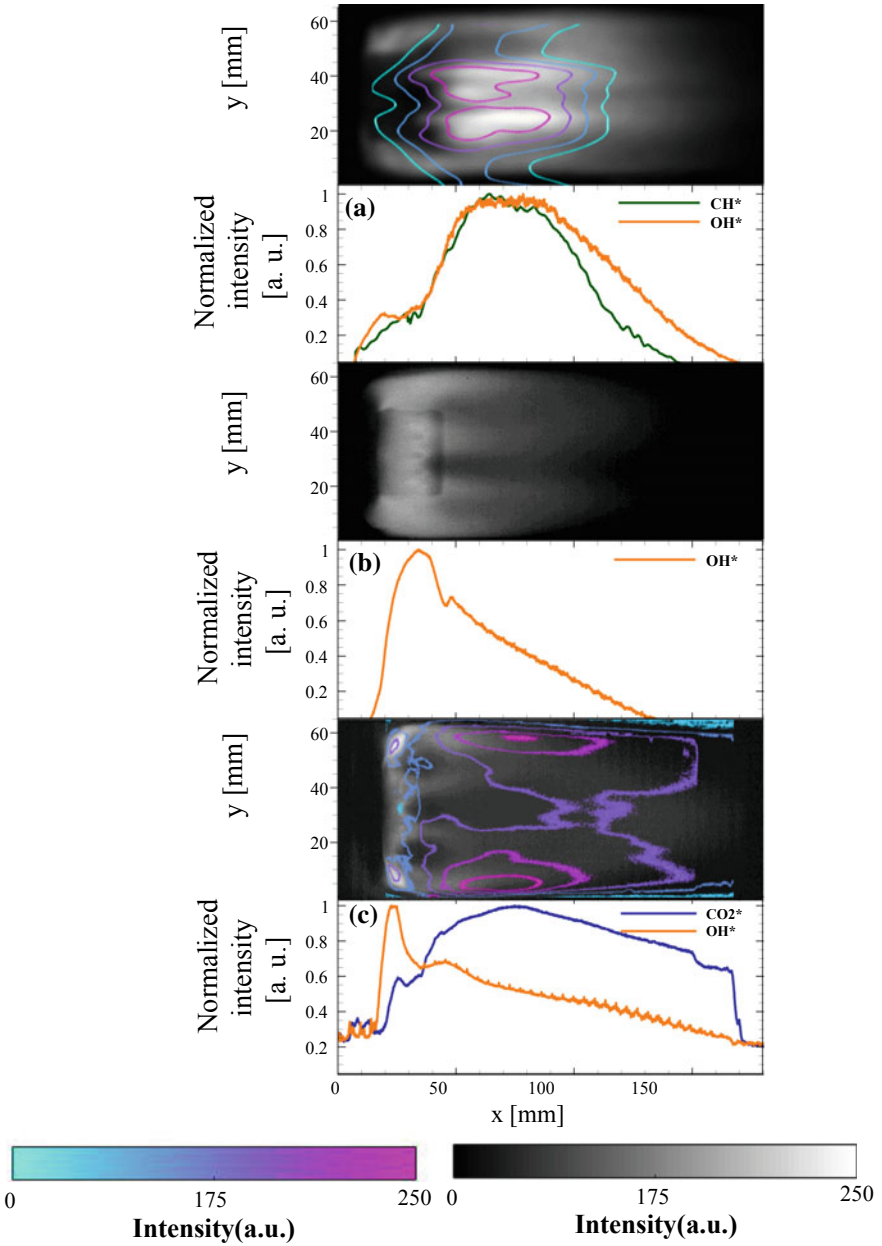 60
40
20
y [mm]
(a)
CH*
OH*
1
0.8
0.6
0.4
0.2
Normalized
intensity
[a. u.]
60
40
20
y [mm]
(b)
OH*
1
0.8
0.6
0.4
0.2
Normalized
intensity
[a. u.]
60
40
20
y [mm]
(c)
CO2*
OH*
1
0.8
0.6
0.4
0.2
Normalized
intensity
[a. u.]
0 50 100 150
x [mm]
0 175 250
Intensity(a.u.)
0 175 250
Intensity(a.u.)